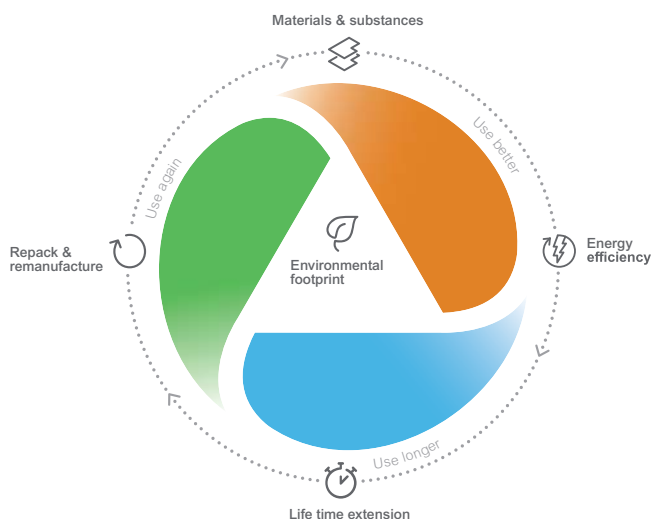 Materials & substances
Use better
Use again
Energy
efficiency
Repack &
remanufacture
Environmental
footprint
Use longer
Life time extension